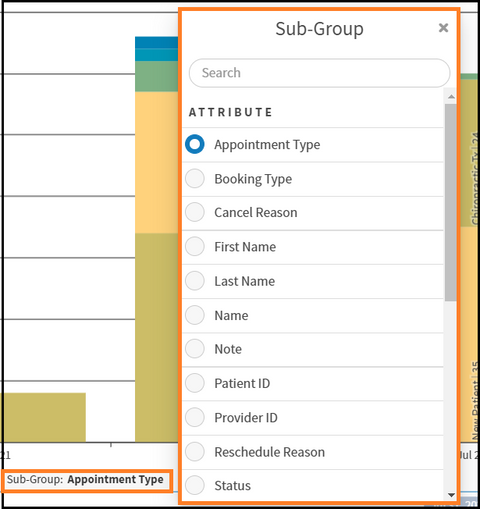 Sub-Group
×
Search
ATTRIBUTE
Appointment Type
Booking Type
Cancel Reason
First Name
Last Name
Name
Note
Patient ID
Provider ID
Reschedule Reason
Status
Chiropractic Tx | 24
New Patient | 35
21
Jul 2
Sub-Group: Appointment Type
20